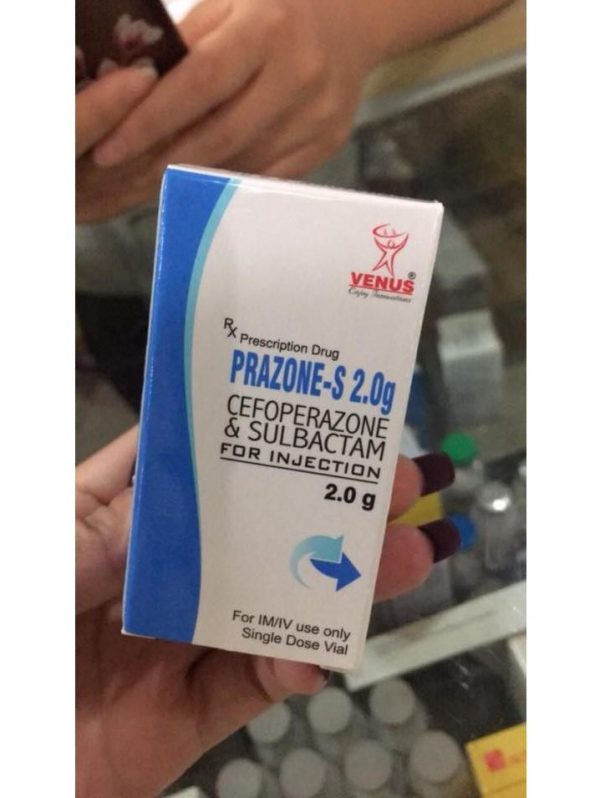 VENUS®
Enjoy Innovations
Rx Prescription Drug
PRAZONE-S 2.0g
CEFOPERAZONE
& SULBACTAM
FOR INJECTION
2.0 g
For IM/IV use only
Single Dose Vial